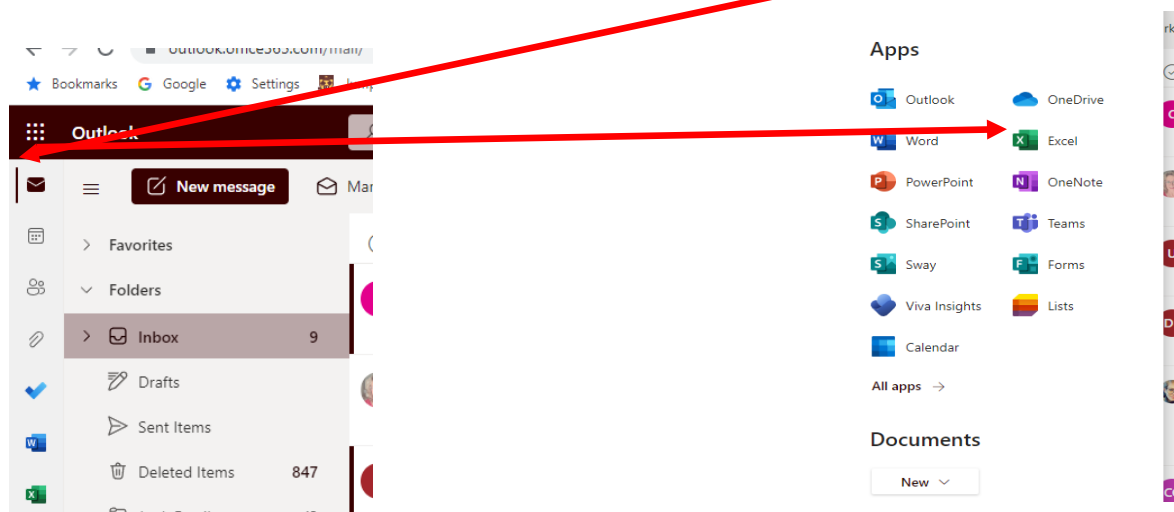 outlook.office365.com/mail/
Bookmarks Google Settings
Outlook
New message
Favorites
Folders
Inbox 9
Drafts
Sent Items
Deleted Items 847
Apps
Outlook OneDrive
Word Excel
PowerPoint OneNote
SharePoint Teams
Sway Forms
Viva Insights Lists
Calendar
All apps →
Documents
New